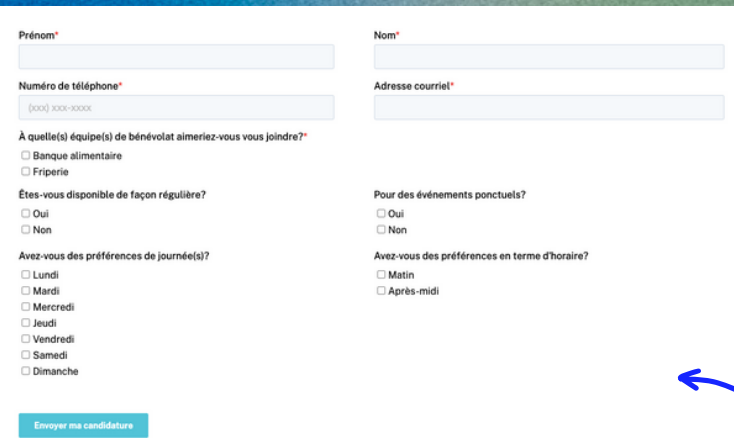 Prénom*
Nom*
Numéro de téléphone*
Adresse courriel*
(xxx) xxx-xxxx
À quelle(s) équipe(s) de bénévolat aimeriez-vous vous joindre?*
Banque alimentaire
Friperie
Êtes-vous disponible de façon régulière?
Pour des événements ponctuels?
Oui
Oui
Non
Non
Avez-vous des préférences de journée(s)?
Avez-vous des préférences en terme d'horaire?
Lundi
Matin
Mardi
Après-midi
Mercredi
Jeudi
Vendredi
Samedi
Dimanche
Envoyer ma candidature